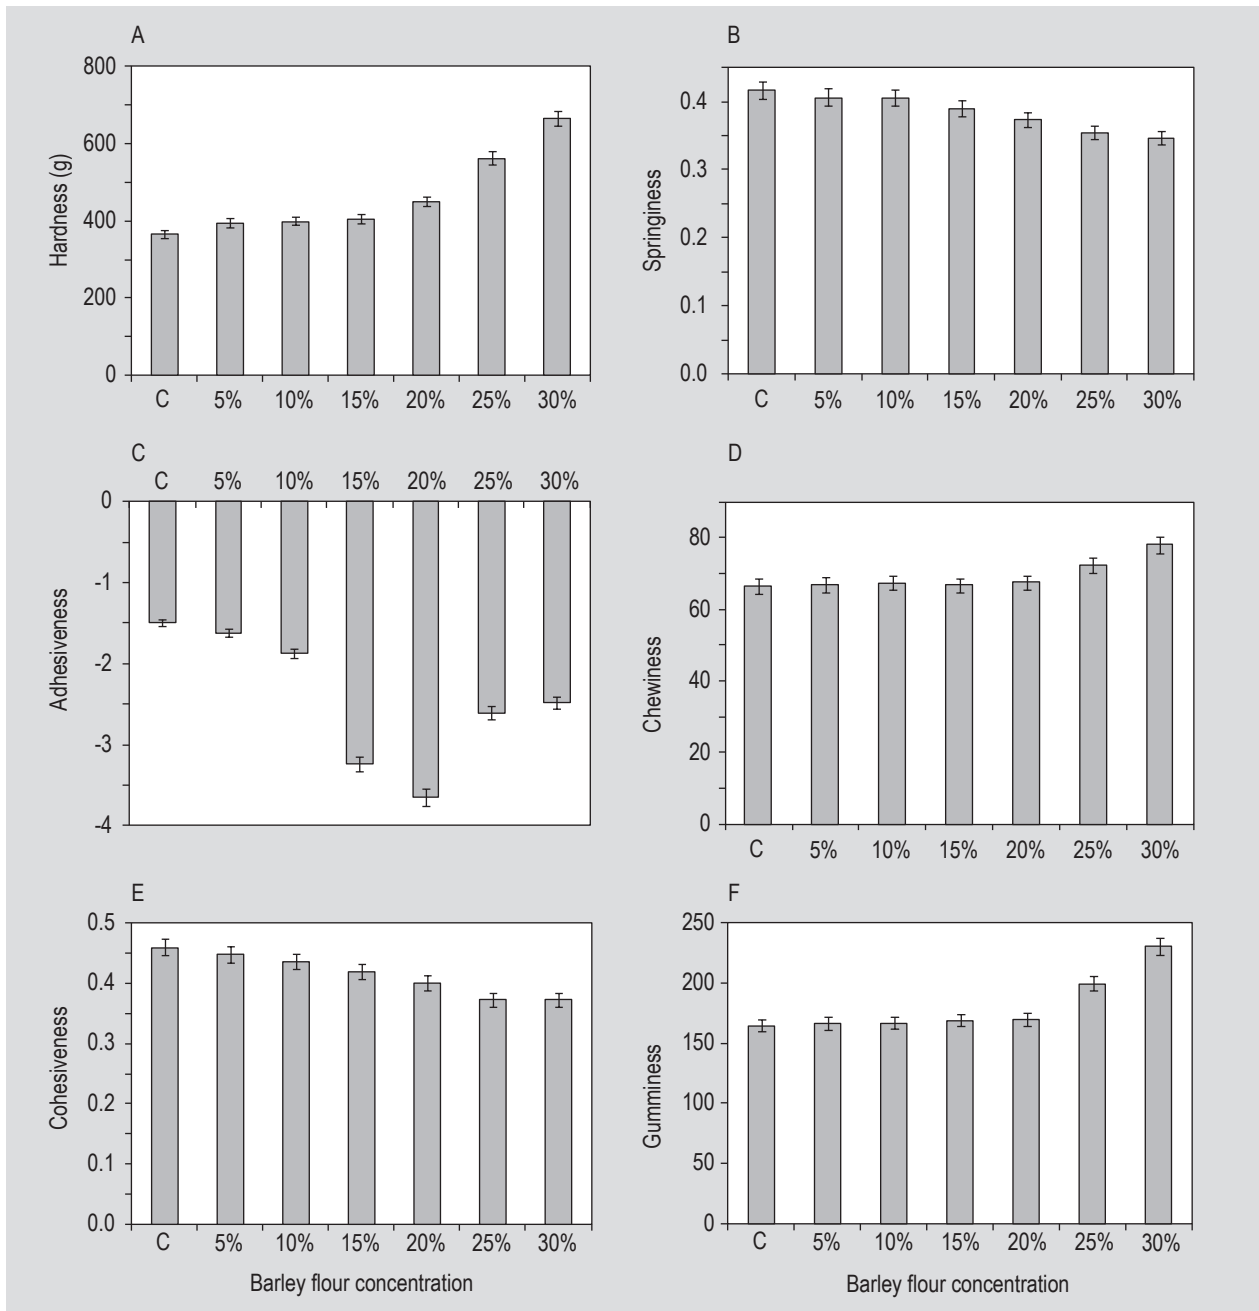 A
Hardness (g)
800
600
400
200
0
C 5% 10% 15% 20% 25% 30%
B
Springiness
0.4
0.3
0.2
0.1
0.0
C 5% 10% 15% 20% 25% 30%
C
C 5% 10% 15% 20% 25% 30%
Adhesiveness
0
-1
-2
-3
-4
D
Chewiness
80
60
40
20
0
C 5% 10% 15% 20% 25% 30%
E
Cohesiveness
0.5
0.4
0.3
0.2
0.1
0.0
C 5% 10% 15% 20% 25% 30%
Barley flour concentration
F
Gumminess
250
200
150
100
50
0
C 5% 10% 15% 20% 25% 30%
Barley flour concentration